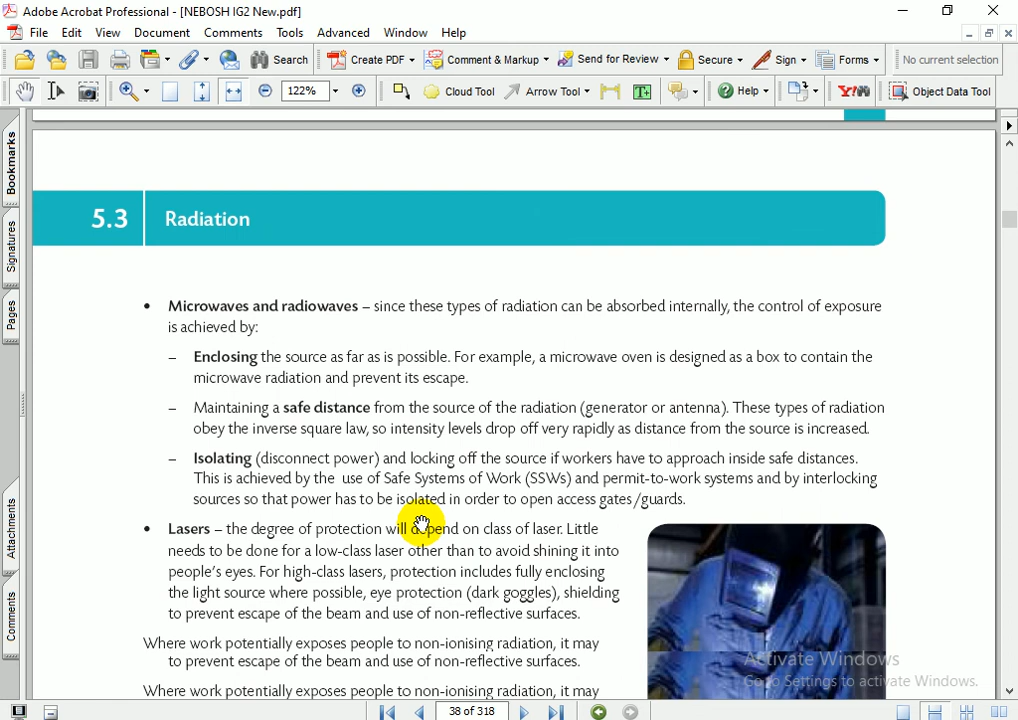 Adobe Acrobat Professional - [NEBOSH IG2 New.pdf]
File Edit View Document Comments Tools Advanced Window Help
Search Create PDF Comment & Markup Send for Review Secure Sign Forms No current selection
122% Cloud Tool Arrow Tool T+ Help Y! Object Data Tool
Bookmarks
Signatures
Pages
Attachments
Comments
5.3 Radiation
• Microwaves and radiowaves – since these types of radiation can be absorbed internally, the control of exposure
is achieved by:
– Enclosing the source as far as is possible. For example, a microwave oven is designed as a box to contain the
microwave radiation and prevent its escape.
– Maintaining a safe distance from the source of the radiation (generator or antenna). These types of radiation
obey the inverse square law, so intensity levels drop off very rapidly as distance from the source is increased.
– Isolating (disconnect power) and locking off the source if workers have to approach inside safe distances.
This is achieved by the use of Safe Systems of Work (SSWs) and permit-to-work systems and by interlocking
sources so that power has to be isolated in order to open access gates/guards.
• Lasers – the degree of protection will depend on class of laser. Little
needs to be done for a low-class laser other than to avoid shining it into
people's eyes. For high-class lasers, protection includes fully enclosing
the light source where possible, eye protection (dark goggles), shielding
to prevent escape of the beam and use of non-reflective surfaces.
Where work potentially exposes people to non-ionising radiation, it may
to prevent escape of the beam and use of non-reflective surfaces.
Where work potentially exposes people to non-ionising radiation, it may
Activate Windows
Go to Settings to activate Windows.
38 of 318